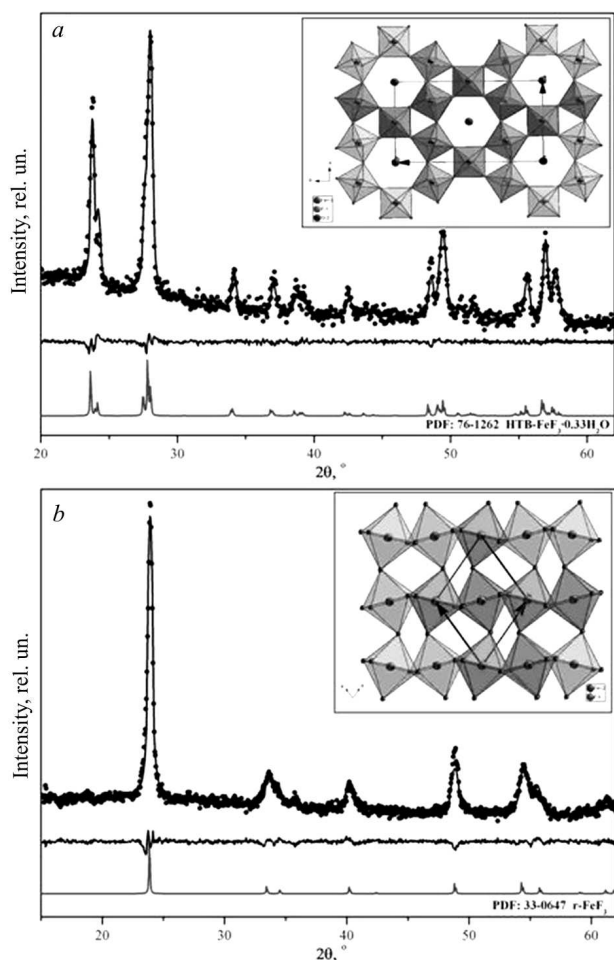 a
Intensity, rel. un.
PDF: 76-1262 HTB-FeF3·0.33H2O
20 30 40 50 60
2θ, °
b
Intensity, rel. un.
PDF: 33-0647 r-FeF3
20 30 40 50 60
2θ, °